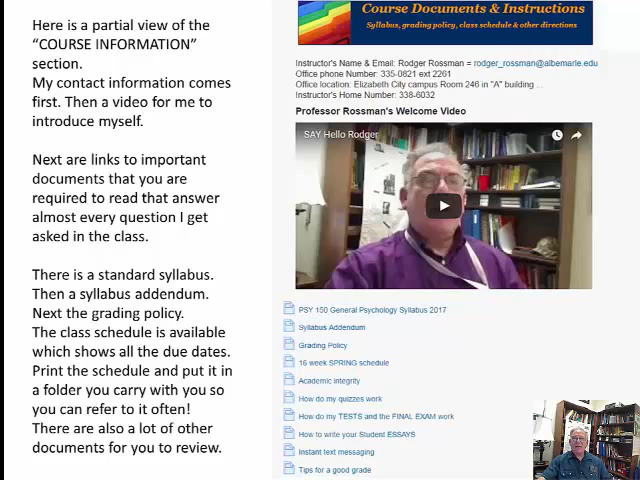 Here is a partial view of the
“COURSE INFORMATION”
section.
My contact information comes
first. Then a video for me to
introduce myself.
Next are links to important
documents that you are
required to read that answer
almost every question I get
asked in the class.
There is a standard syllabus.
Then a syllabus addendum.
Next the grading policy.
The class schedule is available
which shows all the due dates.
Print the schedule and put it in
a folder you carry with you so
you can refer to it often!
There are also a lot of other
documents for you to review.
Course Documents & Instructions
Syllabus, grading policy, class schedule & other directions
Instructor's Name & Email: Rodger Rossman = rodger_rossman@albemarle.edu
Office phone Number: 335-0821 ext 2261
Office location: Elizabeth City campus Room 246 in "A" building ...
Instructor's Home Number: 338-6032
Professor Rossman's Welcome Video
SAY Hello Rodger
PSY 150 General Psychology Syllabus 2017
Syllabus Addendum
Grading Policy
16 week SPRING schedule
Academic integrity
How do my quizzes work
How do my TESTS and the FINAL EXAM work
How to write your Student ESSAYS
Instant text messaging
Tips for a good grade